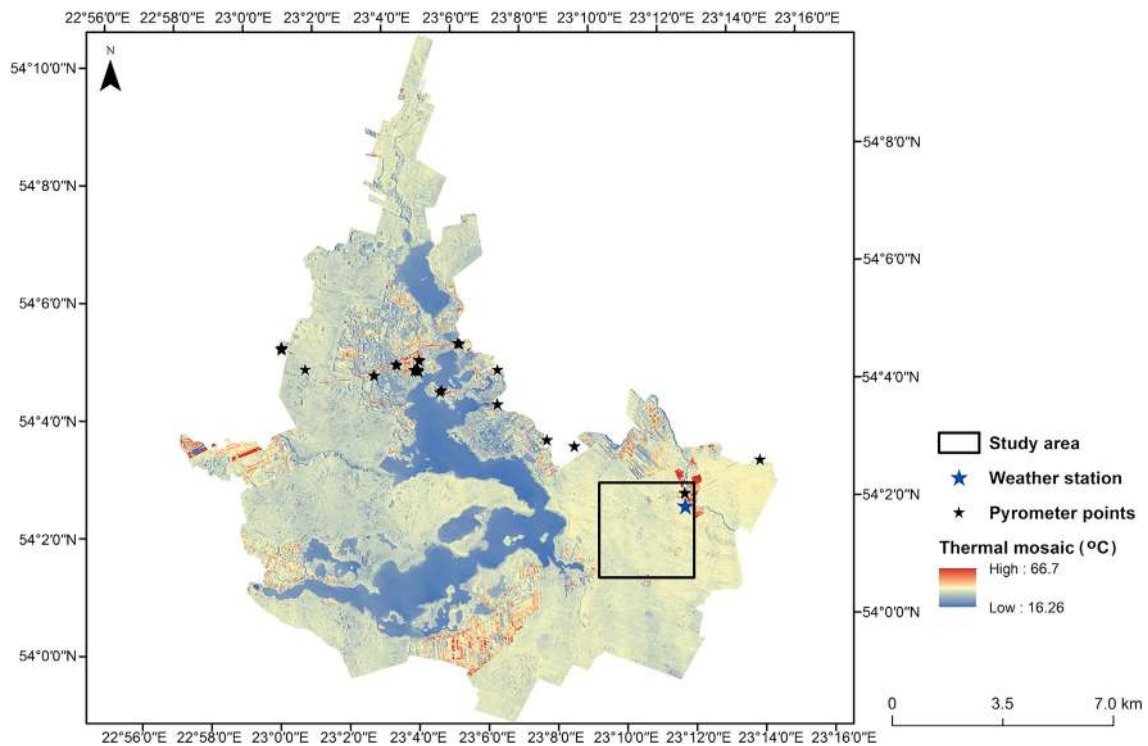 22°56'0"E 22°58'0"E 23°0'0"E 23°2'0"E 23°4'0"E 23°6'0"E 23°8'0"E 23°10'0"E 23°12'0"E 23°14'0"E 23°16'0"E
N
54°10'0"N
54°8'0"N
54°8'0"N
54°6'0"N
54°6'0"N
54°4'0"N
54°4'0"N
54°2'0"N
54°2'0"N
54°0'0"N
54°0'0"N
Study area
Weather station
Pyrometer points
Thermal mosaic (ºC)
High : 66.7
Low : 16.26
0 3.5 7.0 km
22°56'0"E 22°58'0"E 23°0'0"E 23°2'0"E 23°4'0"E 23°6'0"E 23°8'0"E 23°10'0"E 23°12'0"E 23°14'0"E 23°16'0"E